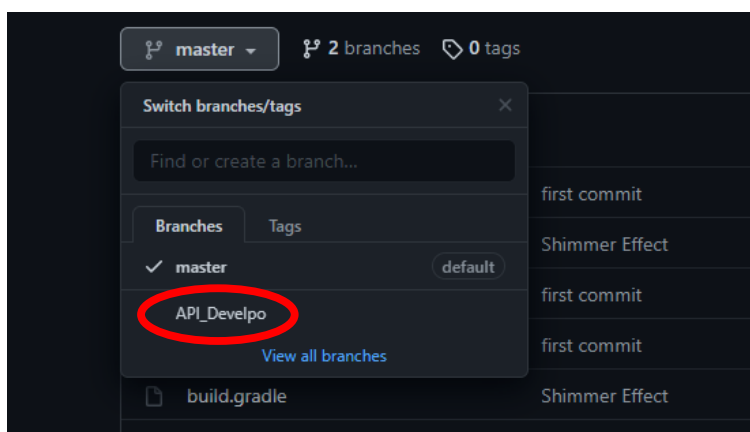 master 2 branches 0 tags
Switch branches/tags
Find or create a branch...
first commit
Branches Tags
Shimmer Effect
master default
first commit
API_Develpo
first commit
View all branches
build.gradle Shimmer Effect